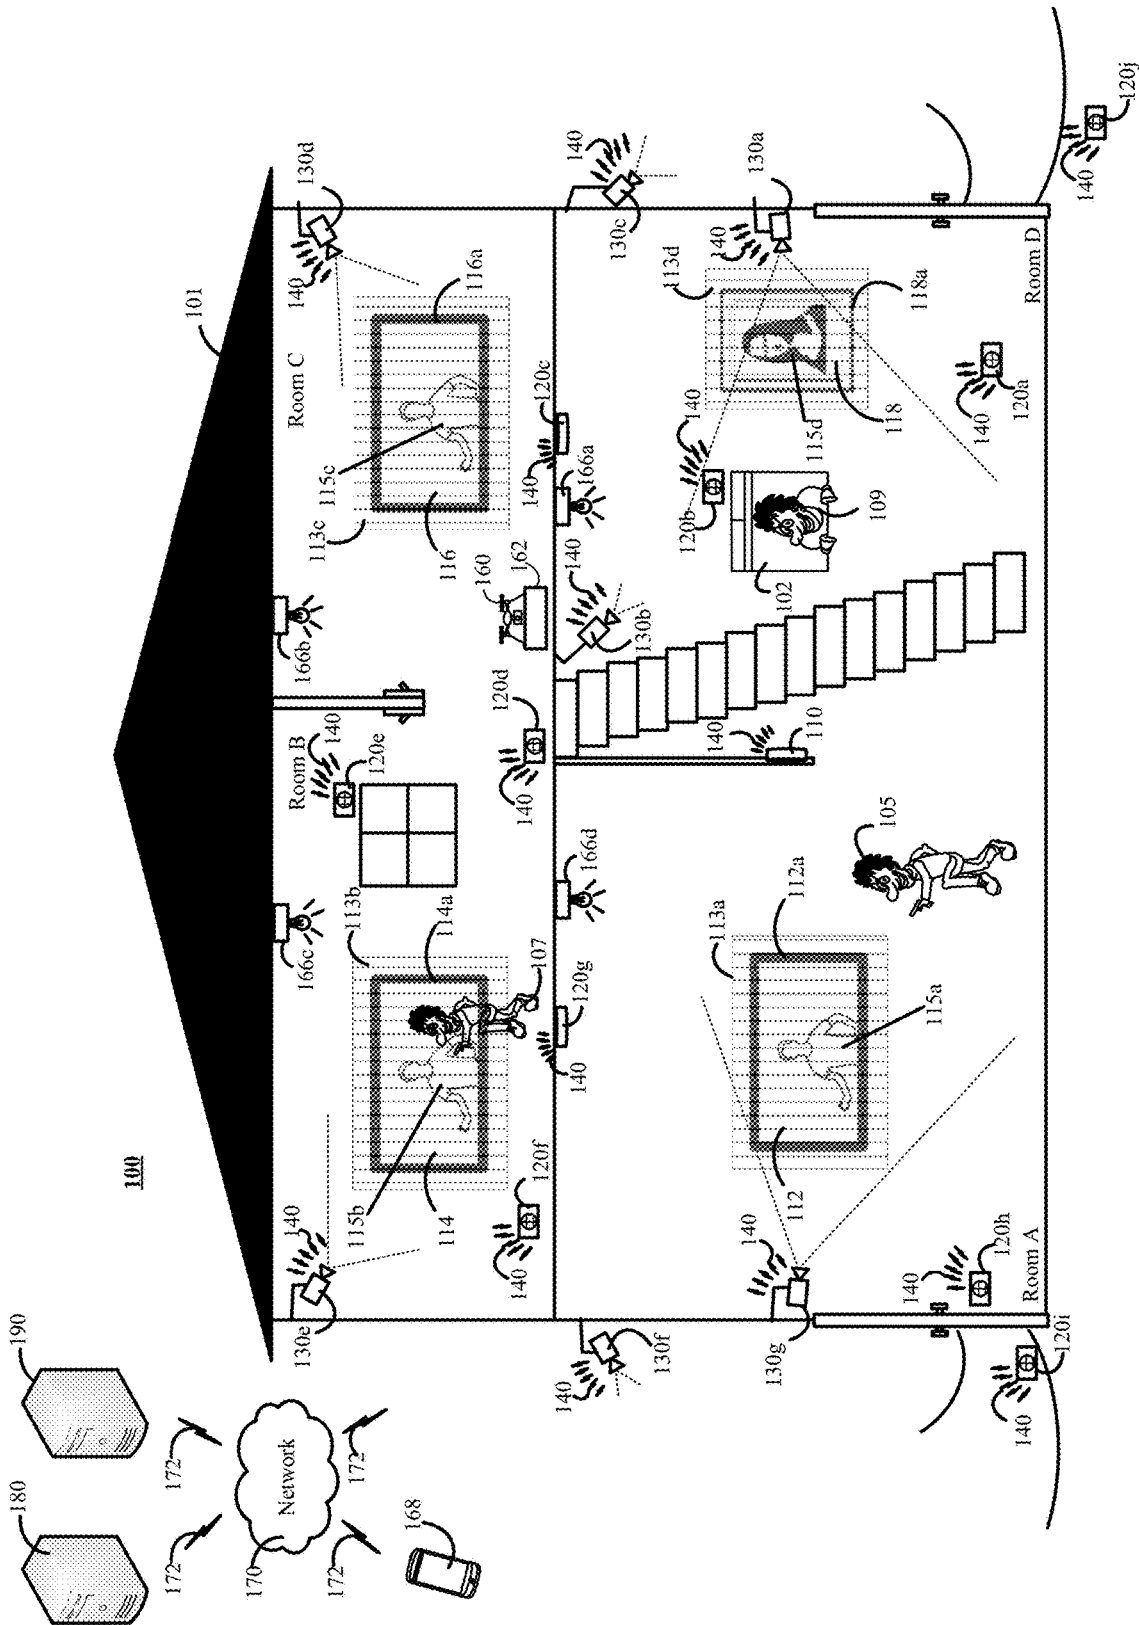 180
190
100
101
172
172
170
Network
172
172
168
130e
140
166c
Room B
140
120e
166b
Room C
140
130d
115b
113b
113c
115c
114
114a
116
116a
160
162
140
120f
107
140
120d
140
120c
140
120g
166d
166a
140
130f
140
130b
140
130c
130g
140
112
113a
112a
115a
140
110
120b
140
102
109
113d
140
130a
115d
118
118a
105
140
120h
140
120a
Room A
Room D
140
120i
140
120j